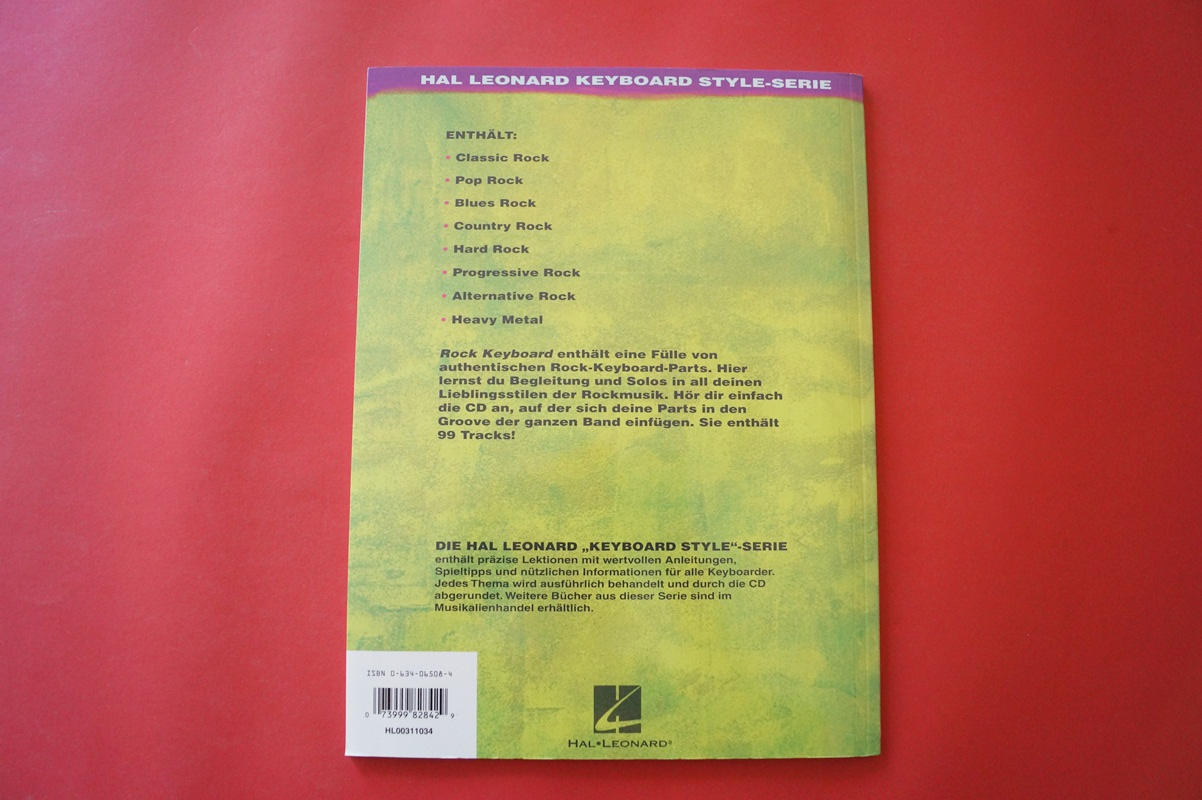 HAL LEONARD KEYBOARD STYLE-SERIE
ENTHÄLT:
• Classic Rock
• Pop Rock
• Blues Rock
• Country Rock
• Hard Rock
• Progressive Rock
• Alternative Rock
• Heavy Metal
Rock Keyboard enthält eine Fülle von
authentischen Rock-Keyboard-Parts. Hier
lernst du Begleitung und Solos in all deinen
Lieblingsstilen der Rockmusik. Hör dir einfach
die CD an, auf der sich deine Parts in den
Groove der ganzen Band einfügen. Sie enthält
99 Tracks!
DIE HAL LEONARD „KEYBOARD STYLE“-SERIE
enthält präzise Lektionen mit wertvollen Anleitungen,
Spieltipps und nützlichen Informationen für alle Keyboarder.
Jedes Thema wird ausführlich behandelt und durch die CD
abgerundet. Weitere Bücher aus dieser Serie sind im
Musikalienhandel erhältlich.
ISBN 0-634-06508-4
0 73999 82842 9
HL00311034
HAL•LEONARD®